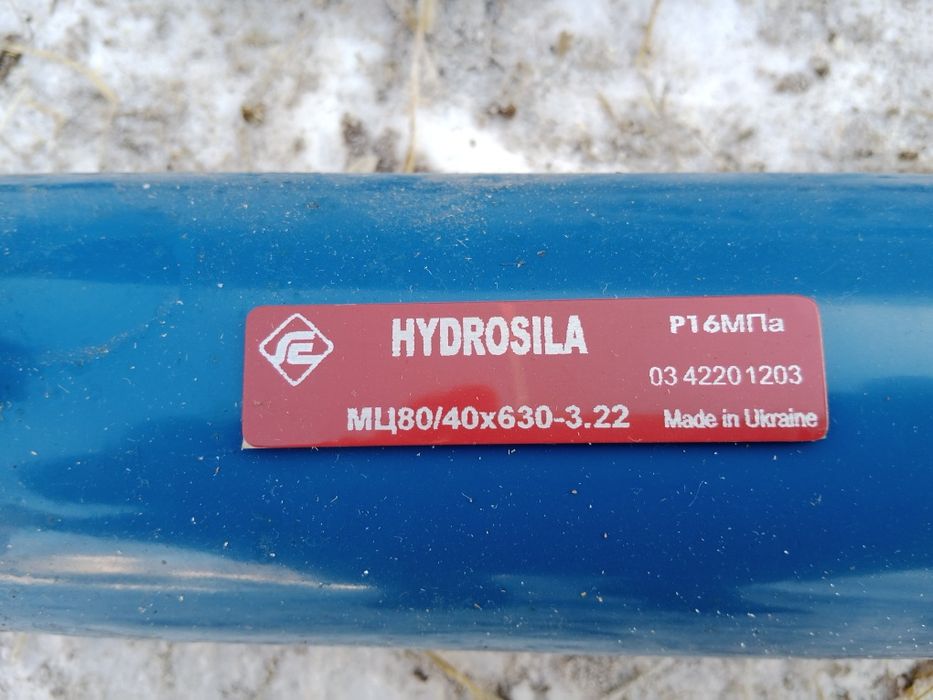 HYDROSILA
Р16МПа
03 42201203
МЦ80/40х630-3.22
Made in Ukraine